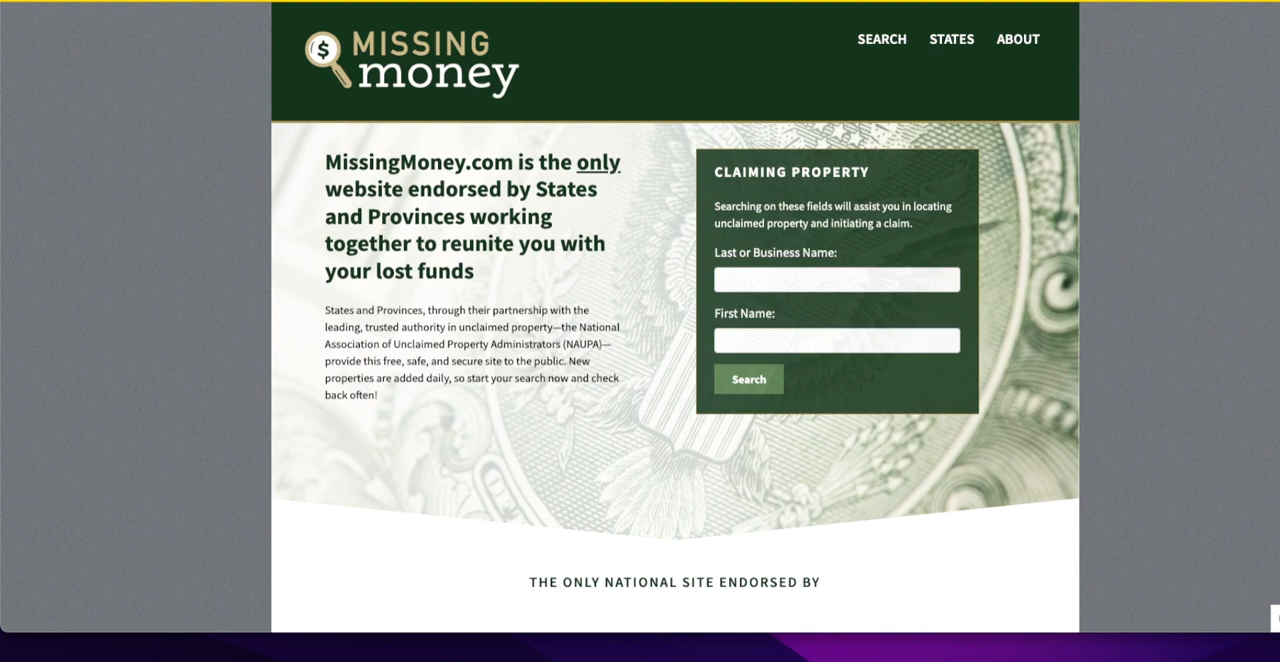 MISSING
money
SEARCH STATES ABOUT
MissingMoney.com is the only
website endorsed by States
and Provinces working
together to reunite you with
your lost funds
States and Provinces, through their partnership with the
leading, trusted authority in unclaimed property—the National
Association of Unclaimed Property Administrators (NAUPA)—
provide this free, safe, and secure site to the public. New
properties are added daily, so start your search now and check
back often!
CLAIMING PROPERTY
Searching on these fields will assist you in locating
unclaimed property and initiating a claim.
Last or Business Name:
First Name:
Search
THE ONLY NATIONAL SITE ENDORSED BY